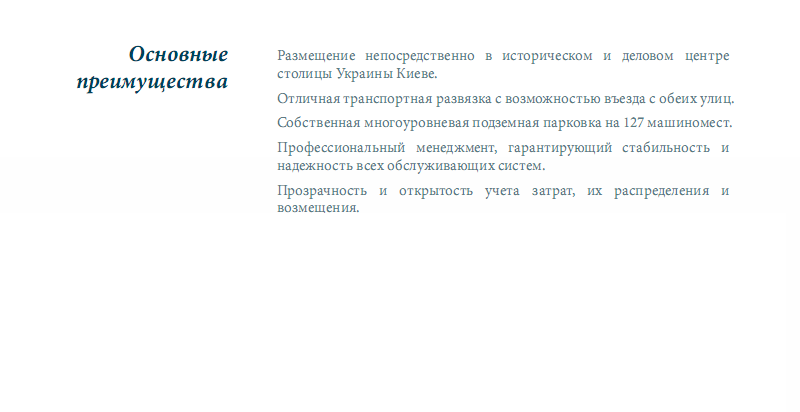 Основные
преимущества
Размещение непосредственно в историческом и деловом центре
столицы Украины Киеве.
Отличная транспортная развязка с возможностью въезда с обеих улиц.
Собственная многоуровневая подземная парковка на 127 машиномест.
Профессиональный менеджмент, гарантирующий стабильность и
надежность всех обслуживающих систем.
Прозрачность и открытость учета затрат, их распределения и
возмещения.